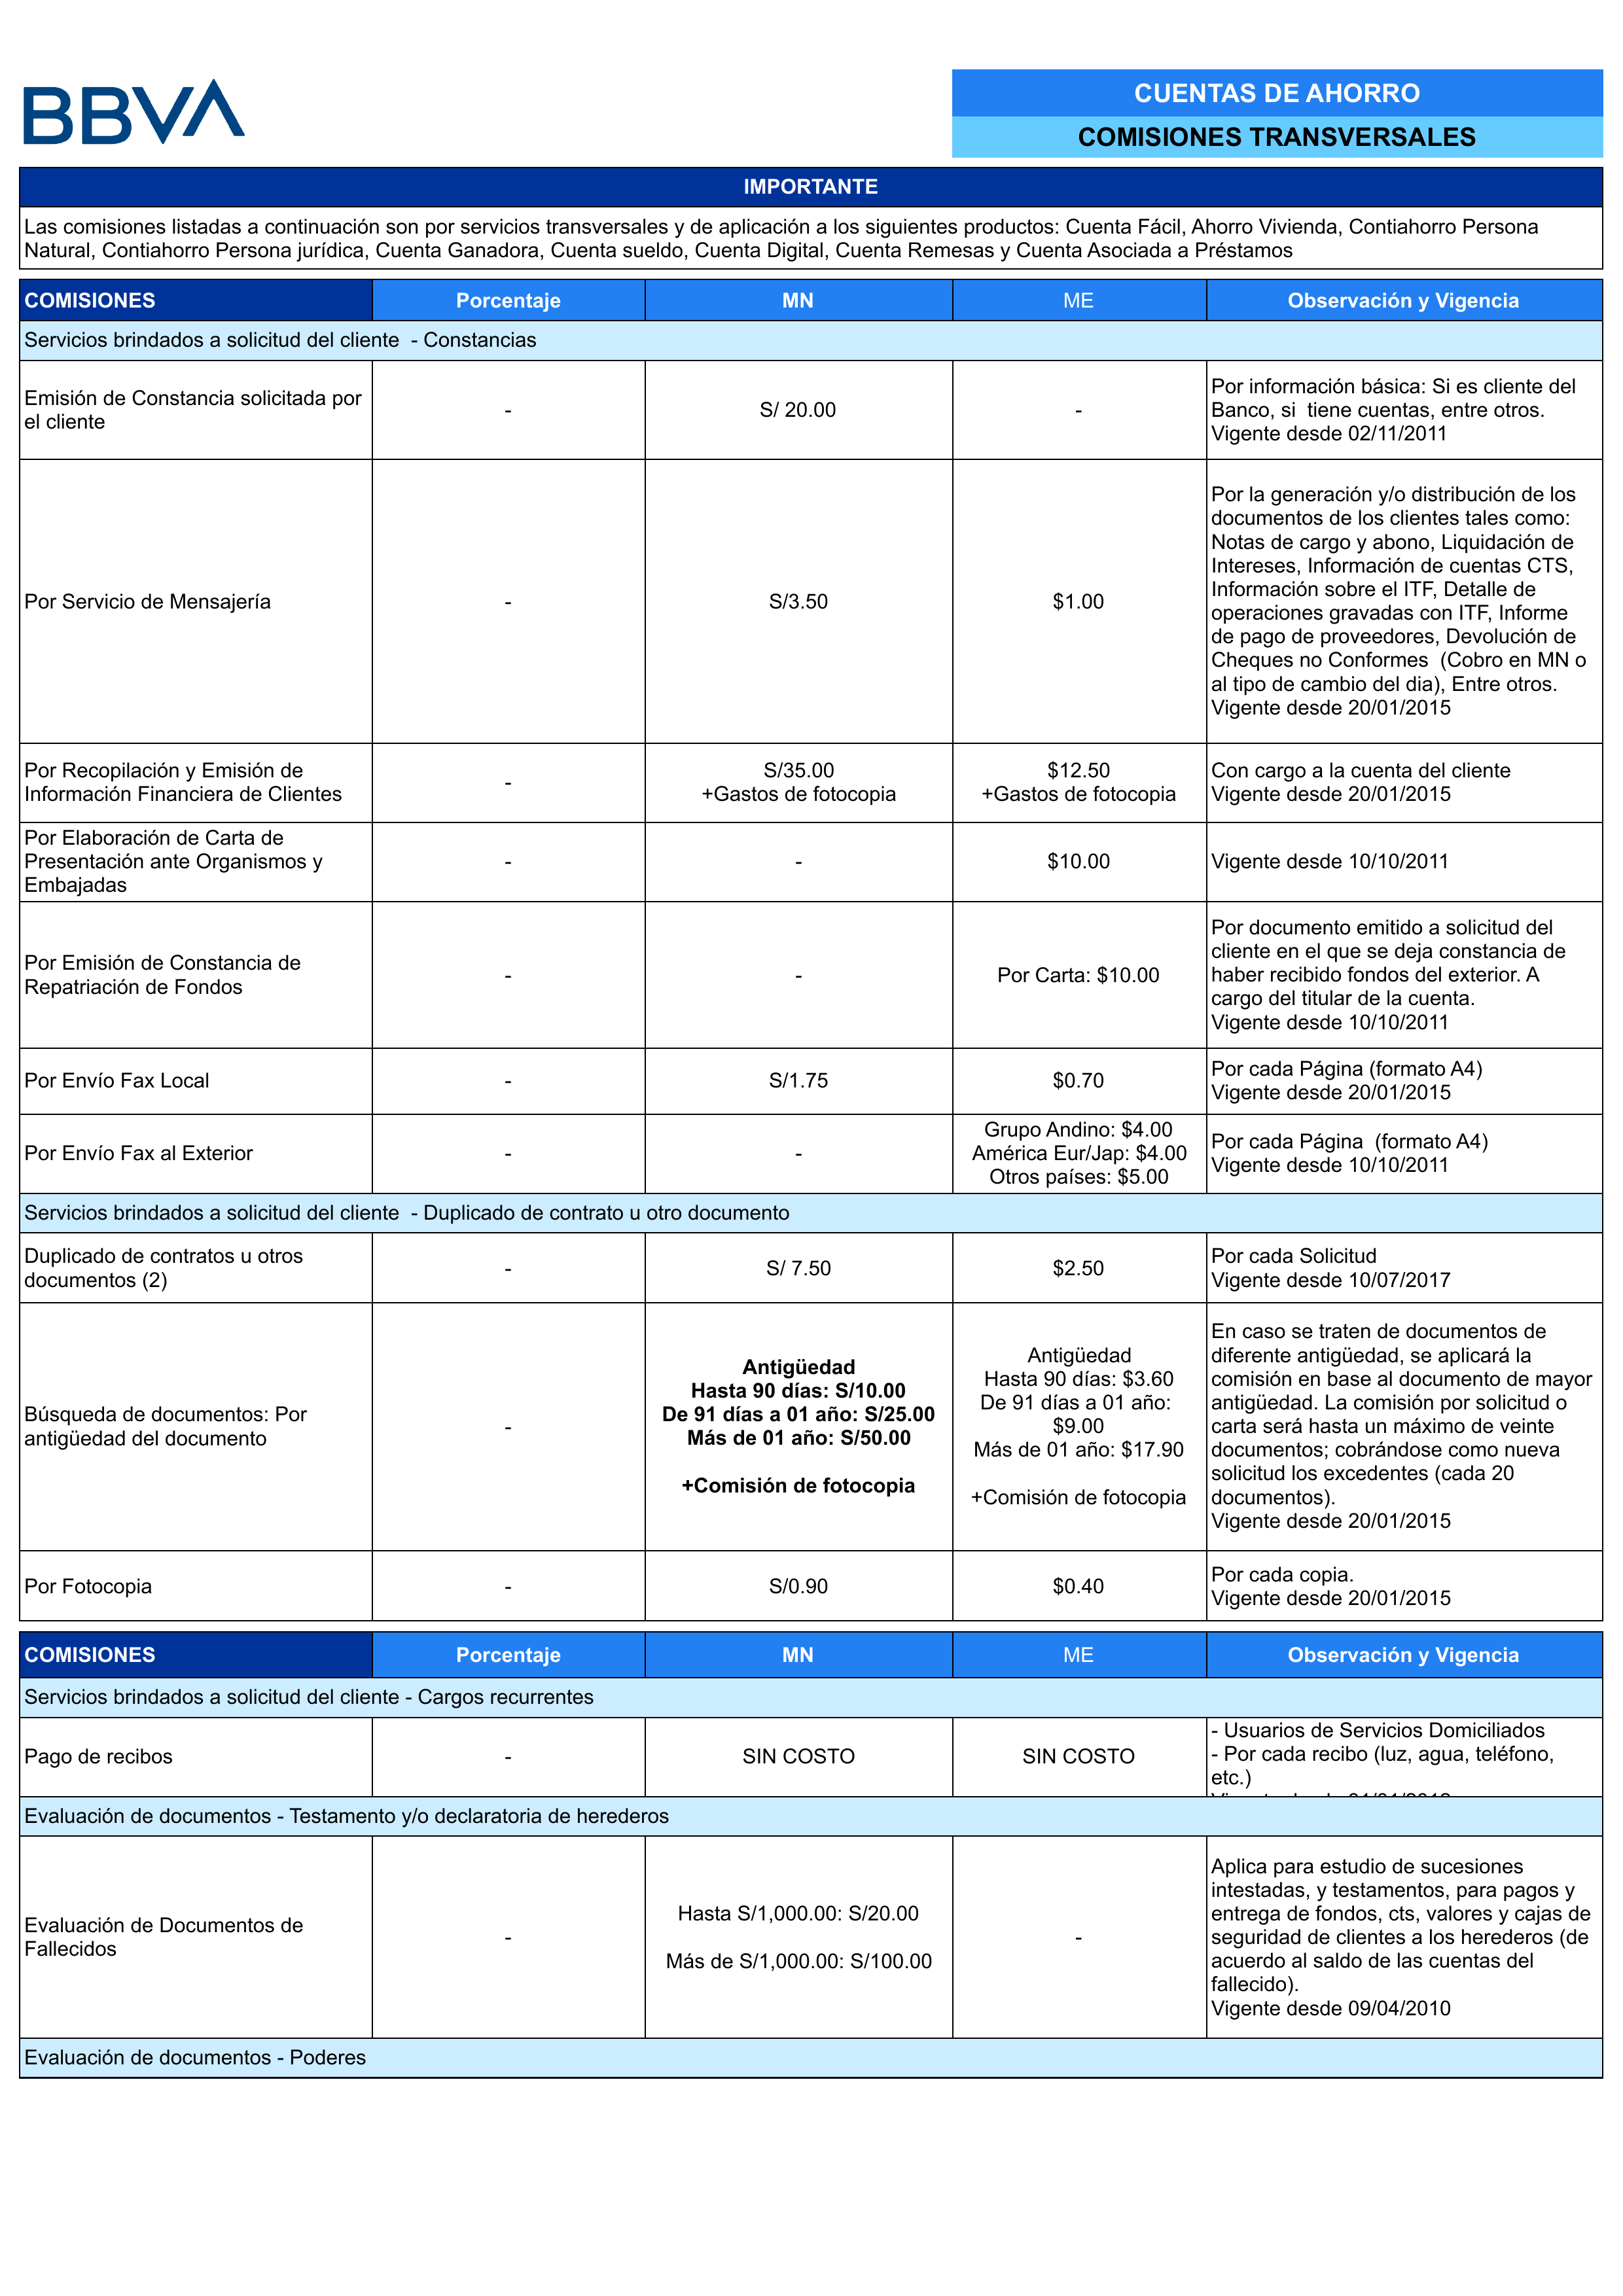 BBVA
CUENTAS DE AHORRO
COMISIONES TRANSVERSALES
IMPORTANTE
Las comisiones listadas a continuación son por servicios transversales y de aplicación a los siguientes productos: Cuenta Fácil, Ahorro Vivienda, Contiahorro Persona
Natural, Contiahorro Persona jurídica, Cuenta Ganadora, Cuenta sueldo, Cuenta Digital, Cuenta Remesas y Cuenta Asociada a Préstamos
COMISIONES Porcentaje MN ME Observación y Vigencia
Servicios brindados a solicitud del cliente  - Constancias
Emisión de Constancia solicitada por
el cliente
-
S/ 20.00
-
Por información básica: Si es cliente del
Banco, si  tiene cuentas, entre otros.
Vigente desde 02/11/2011
Por Servicio de Mensajería
-
S/3.50
$1.00
Por la generación y/o distribución de los
documentos de los clientes tales como:
Notas de cargo y abono, Liquidación de
Intereses, Información de cuentas CTS,
Información sobre el ITF, Detalle de
operaciones gravadas con ITF, Informe
de pago de proveedores, Devolución de
Cheques no Conformes  (Cobro en MN o
al tipo de cambio del dia), Entre otros.
Vigente desde 20/01/2015
Por Recopilación y Emisión de
Información Financiera de Clientes
-
S/35.00
+Gastos de fotocopia
$12.50
+Gastos de fotocopia
Con cargo a la cuenta del cliente
Vigente desde 20/01/2015
Por Elaboración de Carta de
Presentación ante Organismos y
Embajadas
-
-
$10.00
Vigente desde 10/10/2011
Por Emisión de Constancia de
Repatriación de Fondos
-
-
Por Carta: $10.00
Por documento emitido a solicitud del
cliente en el que se deja constancia de
haber recibido fondos del exterior. A
cargo del titular de la cuenta.
Vigente desde 10/10/2011
Por Envío Fax Local
-
S/1.75
$0.70
Por cada Página (formato A4)
Vigente desde 20/01/2015
Por Envío Fax al Exterior
-
-
Grupo Andino: $4.00
América Eur/Jap: $4.00
Otros países: $5.00
Por cada Página  (formato A4)
Vigente desde 10/10/2011
Servicios brindados a solicitud del cliente  - Duplicado de contrato u otro documento
Duplicado de contratos u otros
documentos (2)
-
S/ 7.50
$2.50
Por cada Solicitud
Vigente desde 10/07/2017
Búsqueda de documentos: Por
antigüedad del documento
-
Antigüedad
Hasta 90 días: S/10.00
De 91 días a 01 año: S/25.00
Más de 01 año: S/50.00
+Comisión de fotocopia
Antigüedad
Hasta 90 días: $3.60
De 91 días a 01 año:
$9.00
Más de 01 año: $17.90
+Comisión de fotocopia
En caso se traten de documentos de
diferente antigüedad, se aplicará la
comisión en base al documento de mayor
antigüedad. La comisión por solicitud o
carta será hasta un máximo de veinte
documentos; cobrándose como nueva
solicitud los excedentes (cada 20
documentos).
Vigente desde 20/01/2015
Por Fotocopia
-
S/0.90
$0.40
Por cada copia.
Vigente desde 20/01/2015
COMISIONES Porcentaje MN ME Observación y Vigencia
Servicios brindados a solicitud del cliente - Cargos recurrentes
Pago de recibos
-
SIN COSTO
SIN COSTO
- Usuarios de Servicios Domiciliados
- Por cada recibo (luz, agua, teléfono,
etc.)
Evaluación de documentos - Testamento y/o declaratoria de herederos
Evaluación de Documentos de
Fallecidos
-
Hasta S/1,000.00: S/20.00
Más de S/1,000.00: S/100.00
-
Aplica para estudio de sucesiones
intestadas, y testamentos, para pagos y
entrega de fondos, cts, valores y cajas de
seguridad de clientes a los herederos (de
acuerdo al saldo de las cuentas del
fallecido).
Vigente desde 09/04/2010
Evaluación de documentos - Poderes